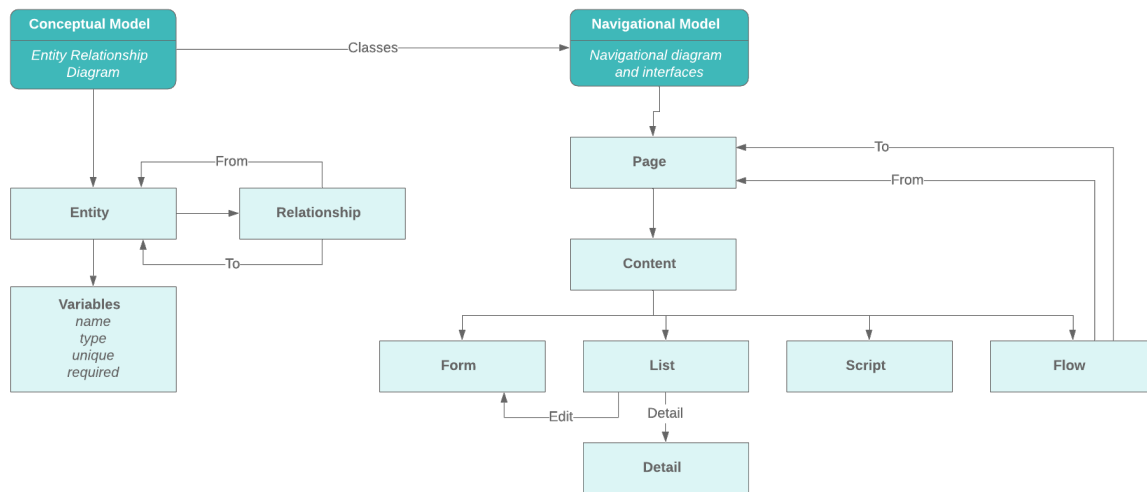 Conceptual Model
Entity Relationship
Diagram
Classes
Navigational Model
Navigational diagram
and interfaces
From
Entity
Relationship
To
Variables
name
type
unique
required
Page
To
From
Content
Form
List
Script
Flow
Edit
Detail
Detail